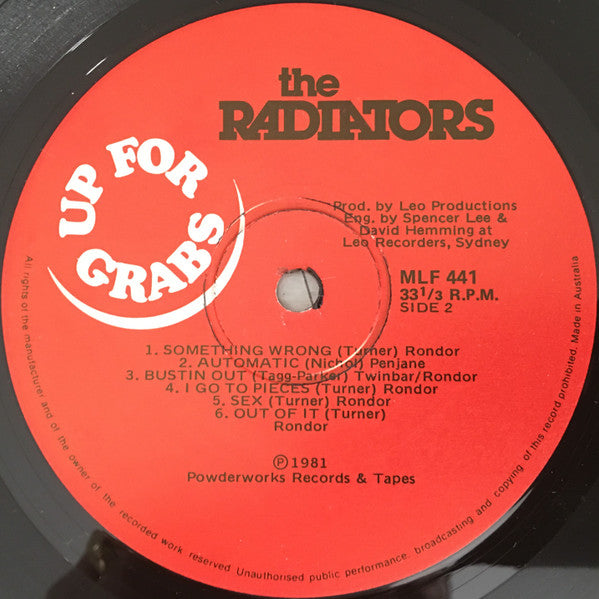 the
RADIATORS
UP FOR
GRABS
Prod. by Leo Productions
Eng. by Spencer Lee &
David Hemming at
Leo Recorders, Sydney
MLF 441
33 1/3 R.P.M.
SIDE 2
1. SOMETHING WRONG (Turner) Rondor
2. AUTOMATIC (Nichol) Penjane
3. BUSTIN OUT (Tagg-Parker) Twinbar/Rondor
4. I GO TO PIECES (Turner) Rondor
5. SEX (Turner) Rondor
6. OUT OF IT (Turner)
Rondor
Ⓟ1981
Powderworks Records & Tapes
All rights of the manufacturer and of the owner of the recorded work reserved Unauthorised public performance, broadcasting and copying of this record prohibited. Made in Australia